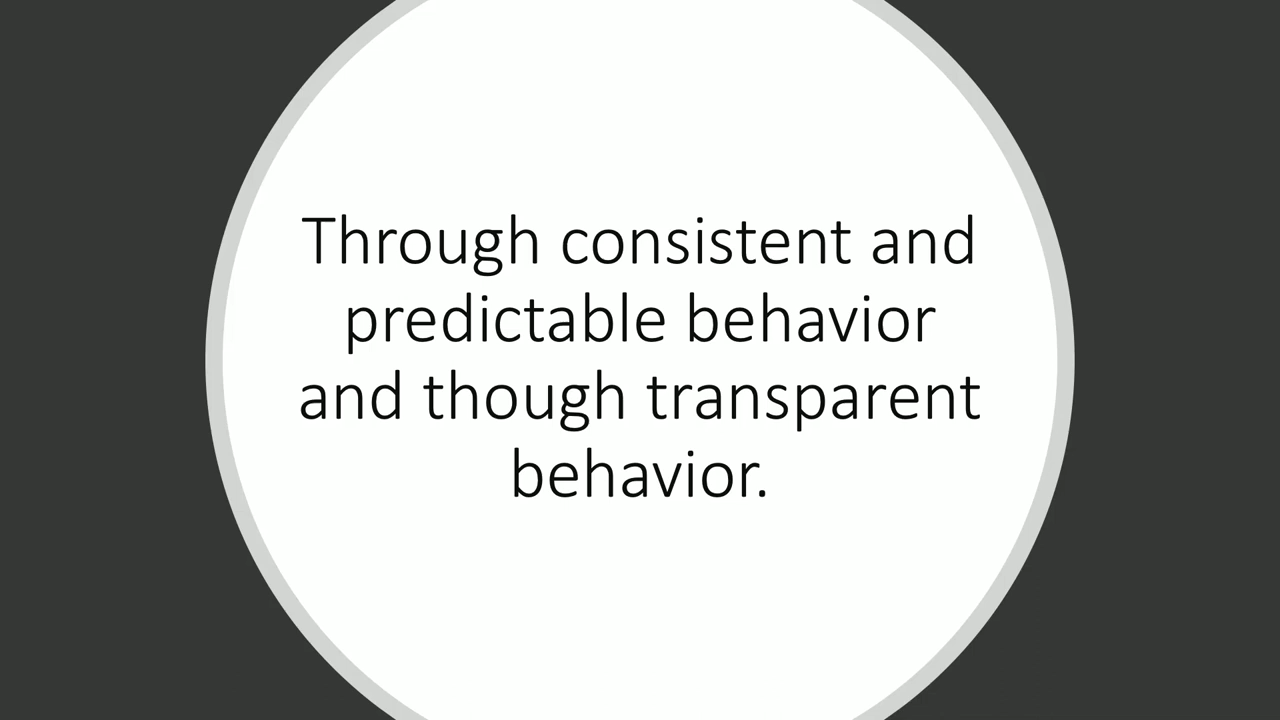 Through consistent and
predictable behavior
and though transparent
behavior.